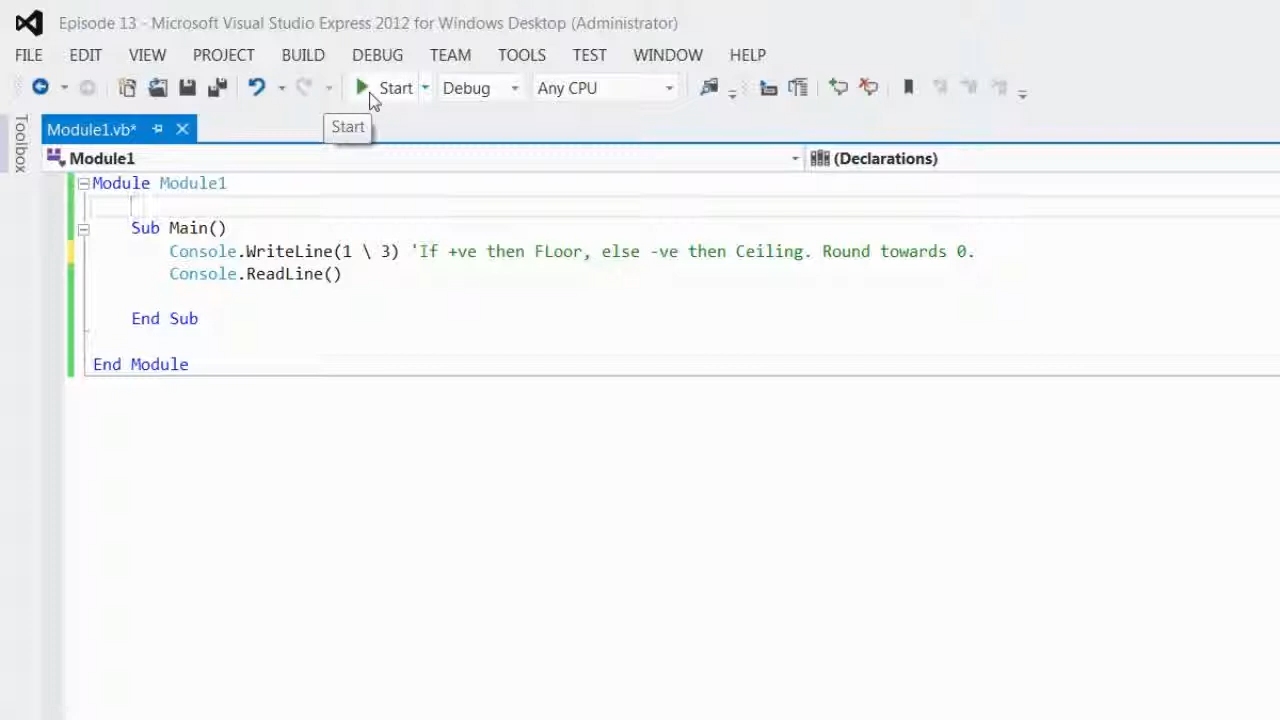 Episode 13 - Microsoft Visual Studio Express 2012 for Windows Desktop (Administrator)
FILE EDIT VIEW PROJECT BUILD DEBUG TEAM TOOLS TEST WINDOW HELP
Start Debug Any CPU
Start
Toolbox
Module1.vb*
Module1 (Declarations)
Module Module1
Sub Main()
Console.WriteLine(1 \ 3) 'If +ve then FLoor, else -ve then Ceiling. Round towards 0.
Console.ReadLine()
End Sub
End Module